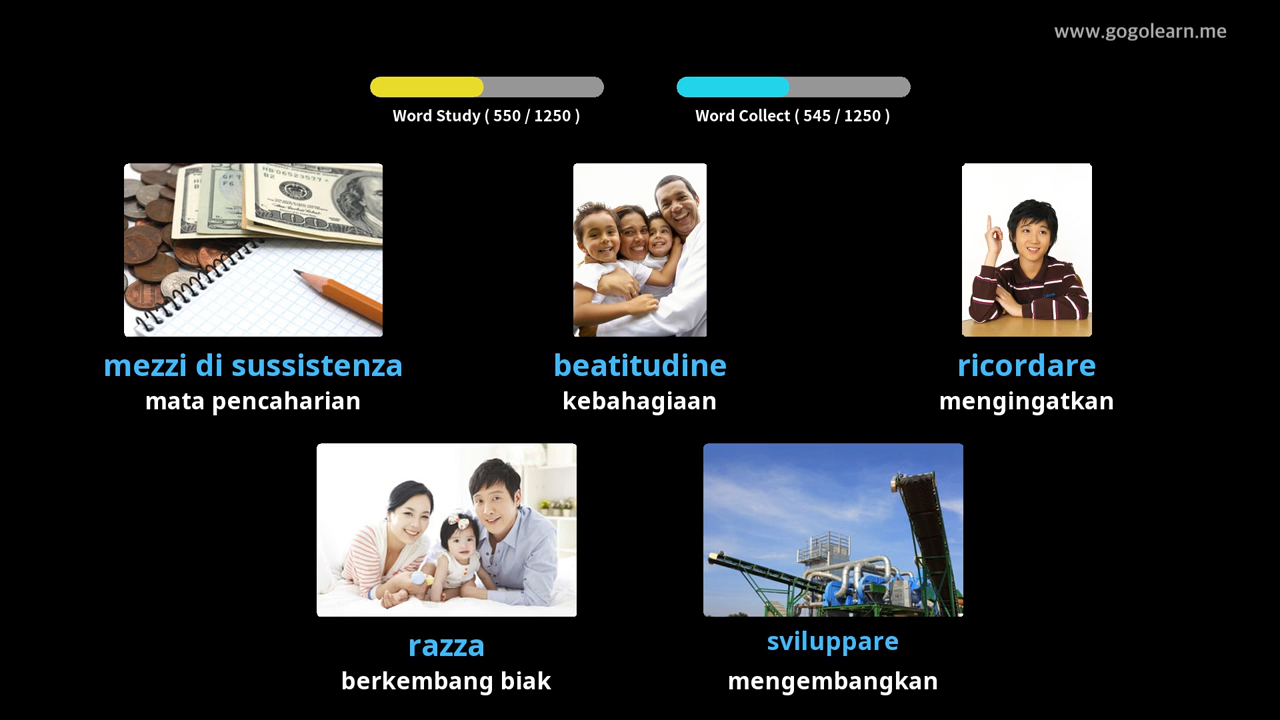 www.gogolearn.me
Word Study ( 550 / 1250 )
Word Collect ( 545 / 1250 )
mezzi di sussistenza
mata pencaharian
beatitudine
kebahagiaan
ricordare
mengingatkan
razza
berkembang biak
sviluppare
mengembangkan